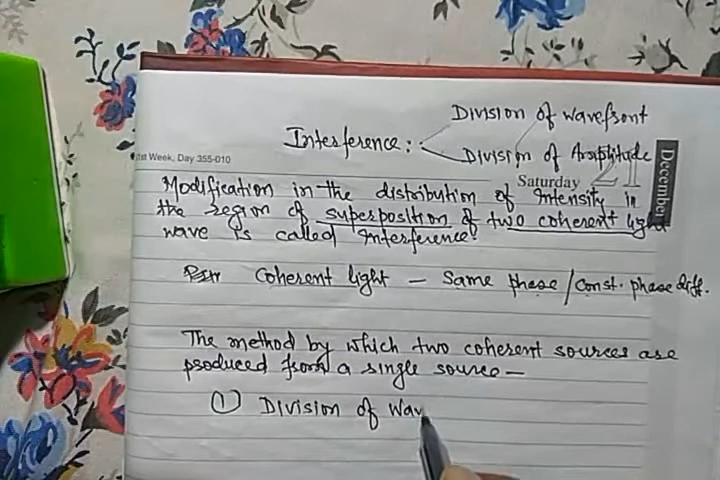 Division of Wavefront
Interference:
Division of Amplitude
1st Week, Day 355-010
December
Saturday 21
Modification in the distribution of Intensity in
the region of superposition of two coherent light
wave is called Interference.
Coherent light – Same phase/const. phase diff.
The method by which two coherent sources are
produced from a single source –
① Division of Wav